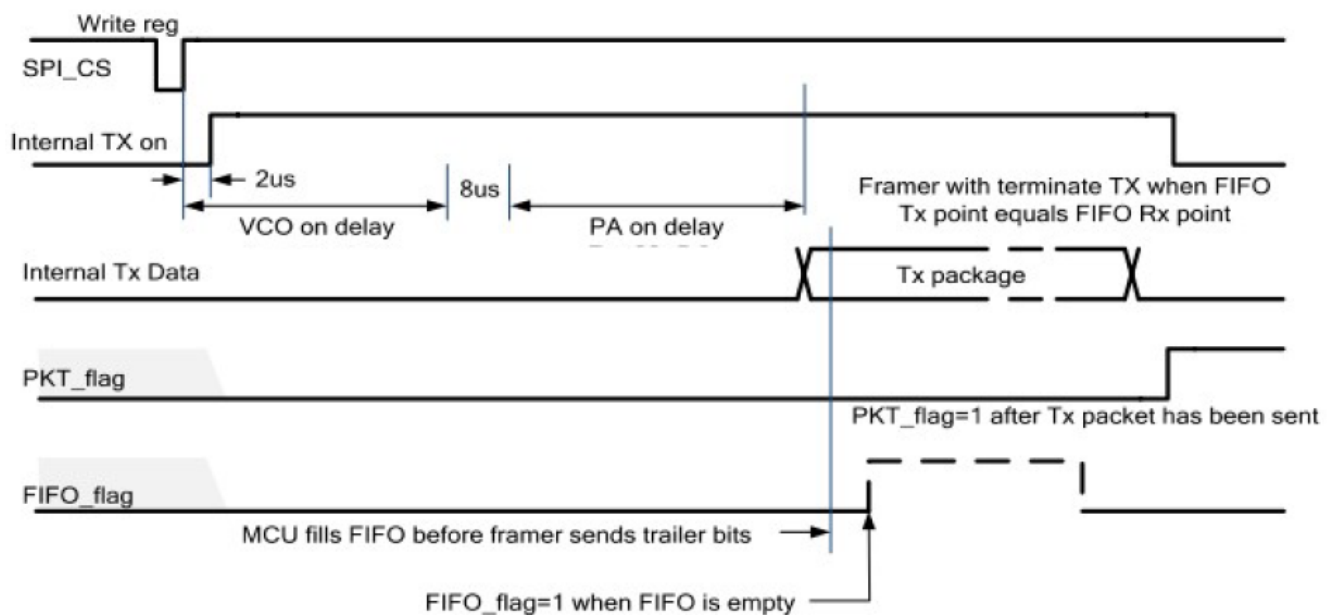 Write reg
SPI_CS
Internal TX on
2us
8us
VCO on delay
PA on delay
Framer with terminate TX when FIFO
Tx point equals FIFO Rx point
Internal Tx Data
Tx package
PKT_flag
PKT_flag=1 after Tx packet has been sent
FIFO_flag
MCU fills FIFO before framer sends trailer bits
FIFO_flag=1 when FIFO is empty